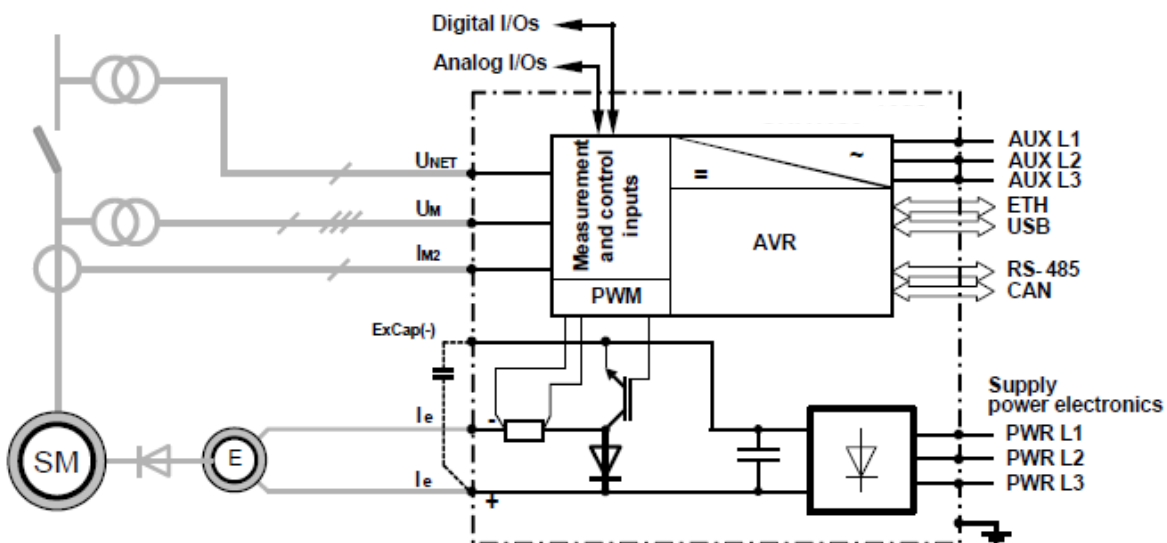 Digital I/Os
Analog I/Os
UNET
UM
IM2
Measurement
and control
inputs
=
~
AVR
PWM
AUX L1
AUX L2
AUX L3
ETH
USB
RS-485
CAN
ExCap(-)
Ie
-
Ie
+
SM
E
Supply
power electronics
PWR L1
PWR L2
PWR L3